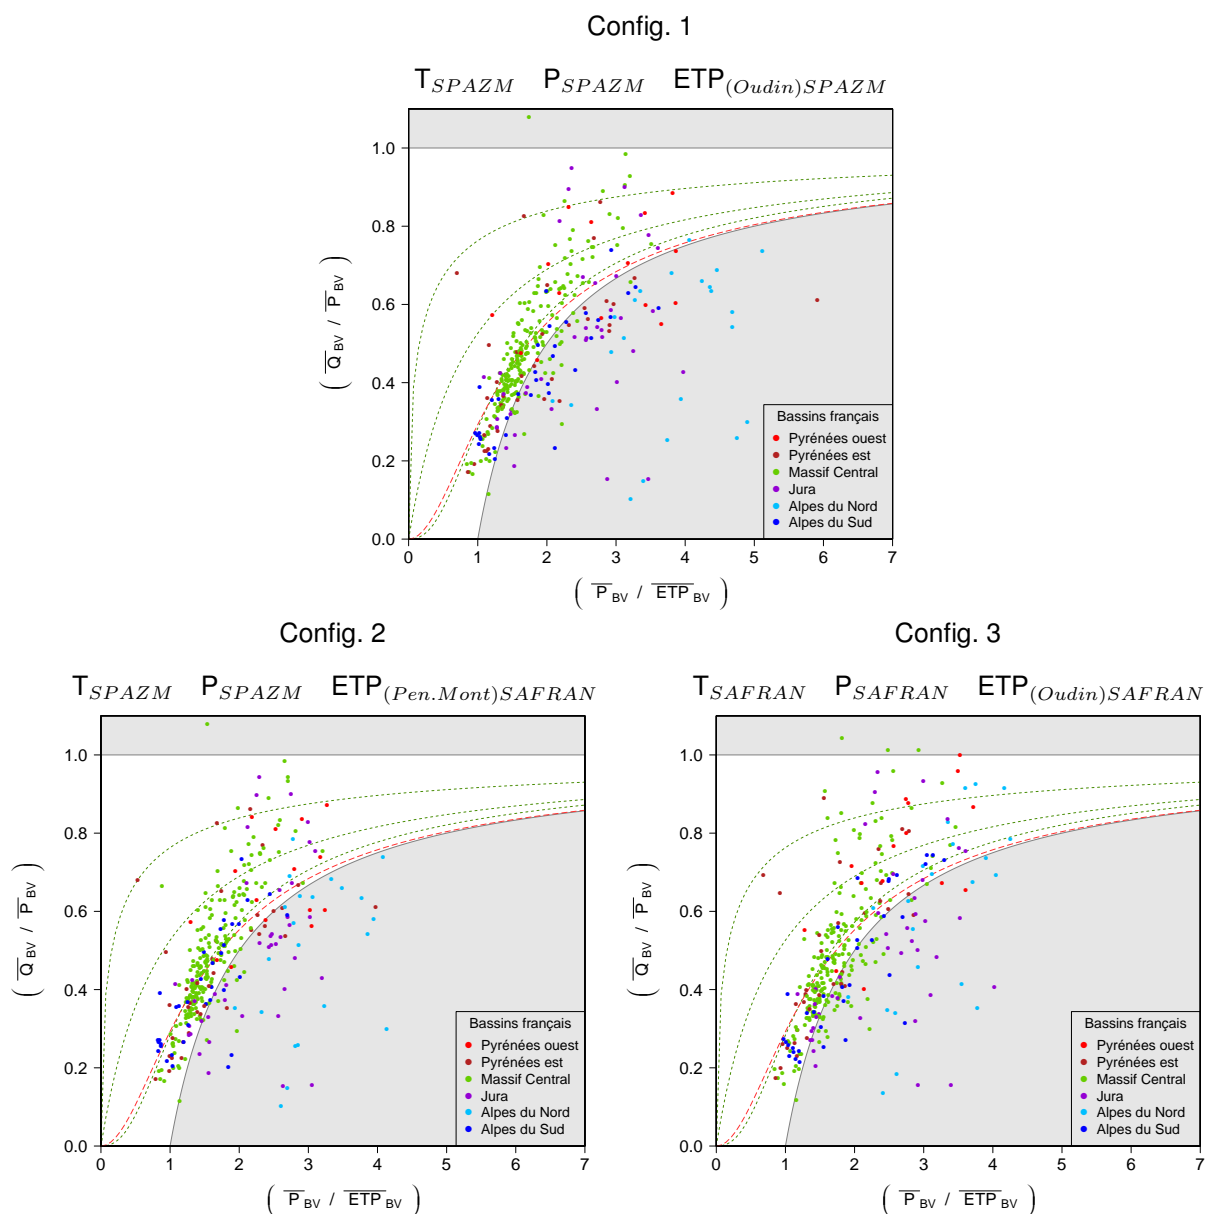 Config. 1
T SPAZM P SPAZM ETP (Oudin)SPAZM
1.0
0.8
0.6
0.4
0.2
0.0
( Q BV / P BV )
0 1 2 3 4 5 6 7
( P BV / ETP BV )
Bassins français
Pyrénées ouest
Pyrénées est
Massif Central
Jura
Alpes du Nord
Alpes du Sud
Config. 2
T SPAZM P SPAZM ETP (Pen.Mont)SAFRAN
1.0
0.8
0.6
0.4
0.2
0.0
( Q BV / P BV )
0 1 2 3 4 5 6 7
( P BV / ETP BV )
Bassins français
Pyrénées ouest
Pyrénées est
Massif Central
Jura
Alpes du Nord
Alpes du Sud
Config. 3
T SAFRAN P SAFRAN ETP (Oudin)SAFRAN
1.0
0.8
0.6
0.4
0.2
0.0
( Q BV / P BV )
0 1 2 3 4 5 6 7
( P BV / ETP BV )
Bassins français
Pyrénées ouest
Pyrénées est
Massif Central
Jura
Alpes du Nord
Alpes du Sud